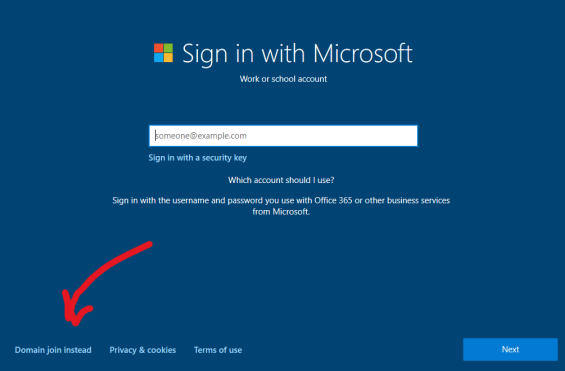 Sign in with Microsoft
Work or school account
someone@example.com
Sign in with a security key
Which account should I use?
Sign in with the username and password you use with Office 365 or other business services
from Microsoft.
Domain join instead
Privacy & cookies
Terms of use
Next